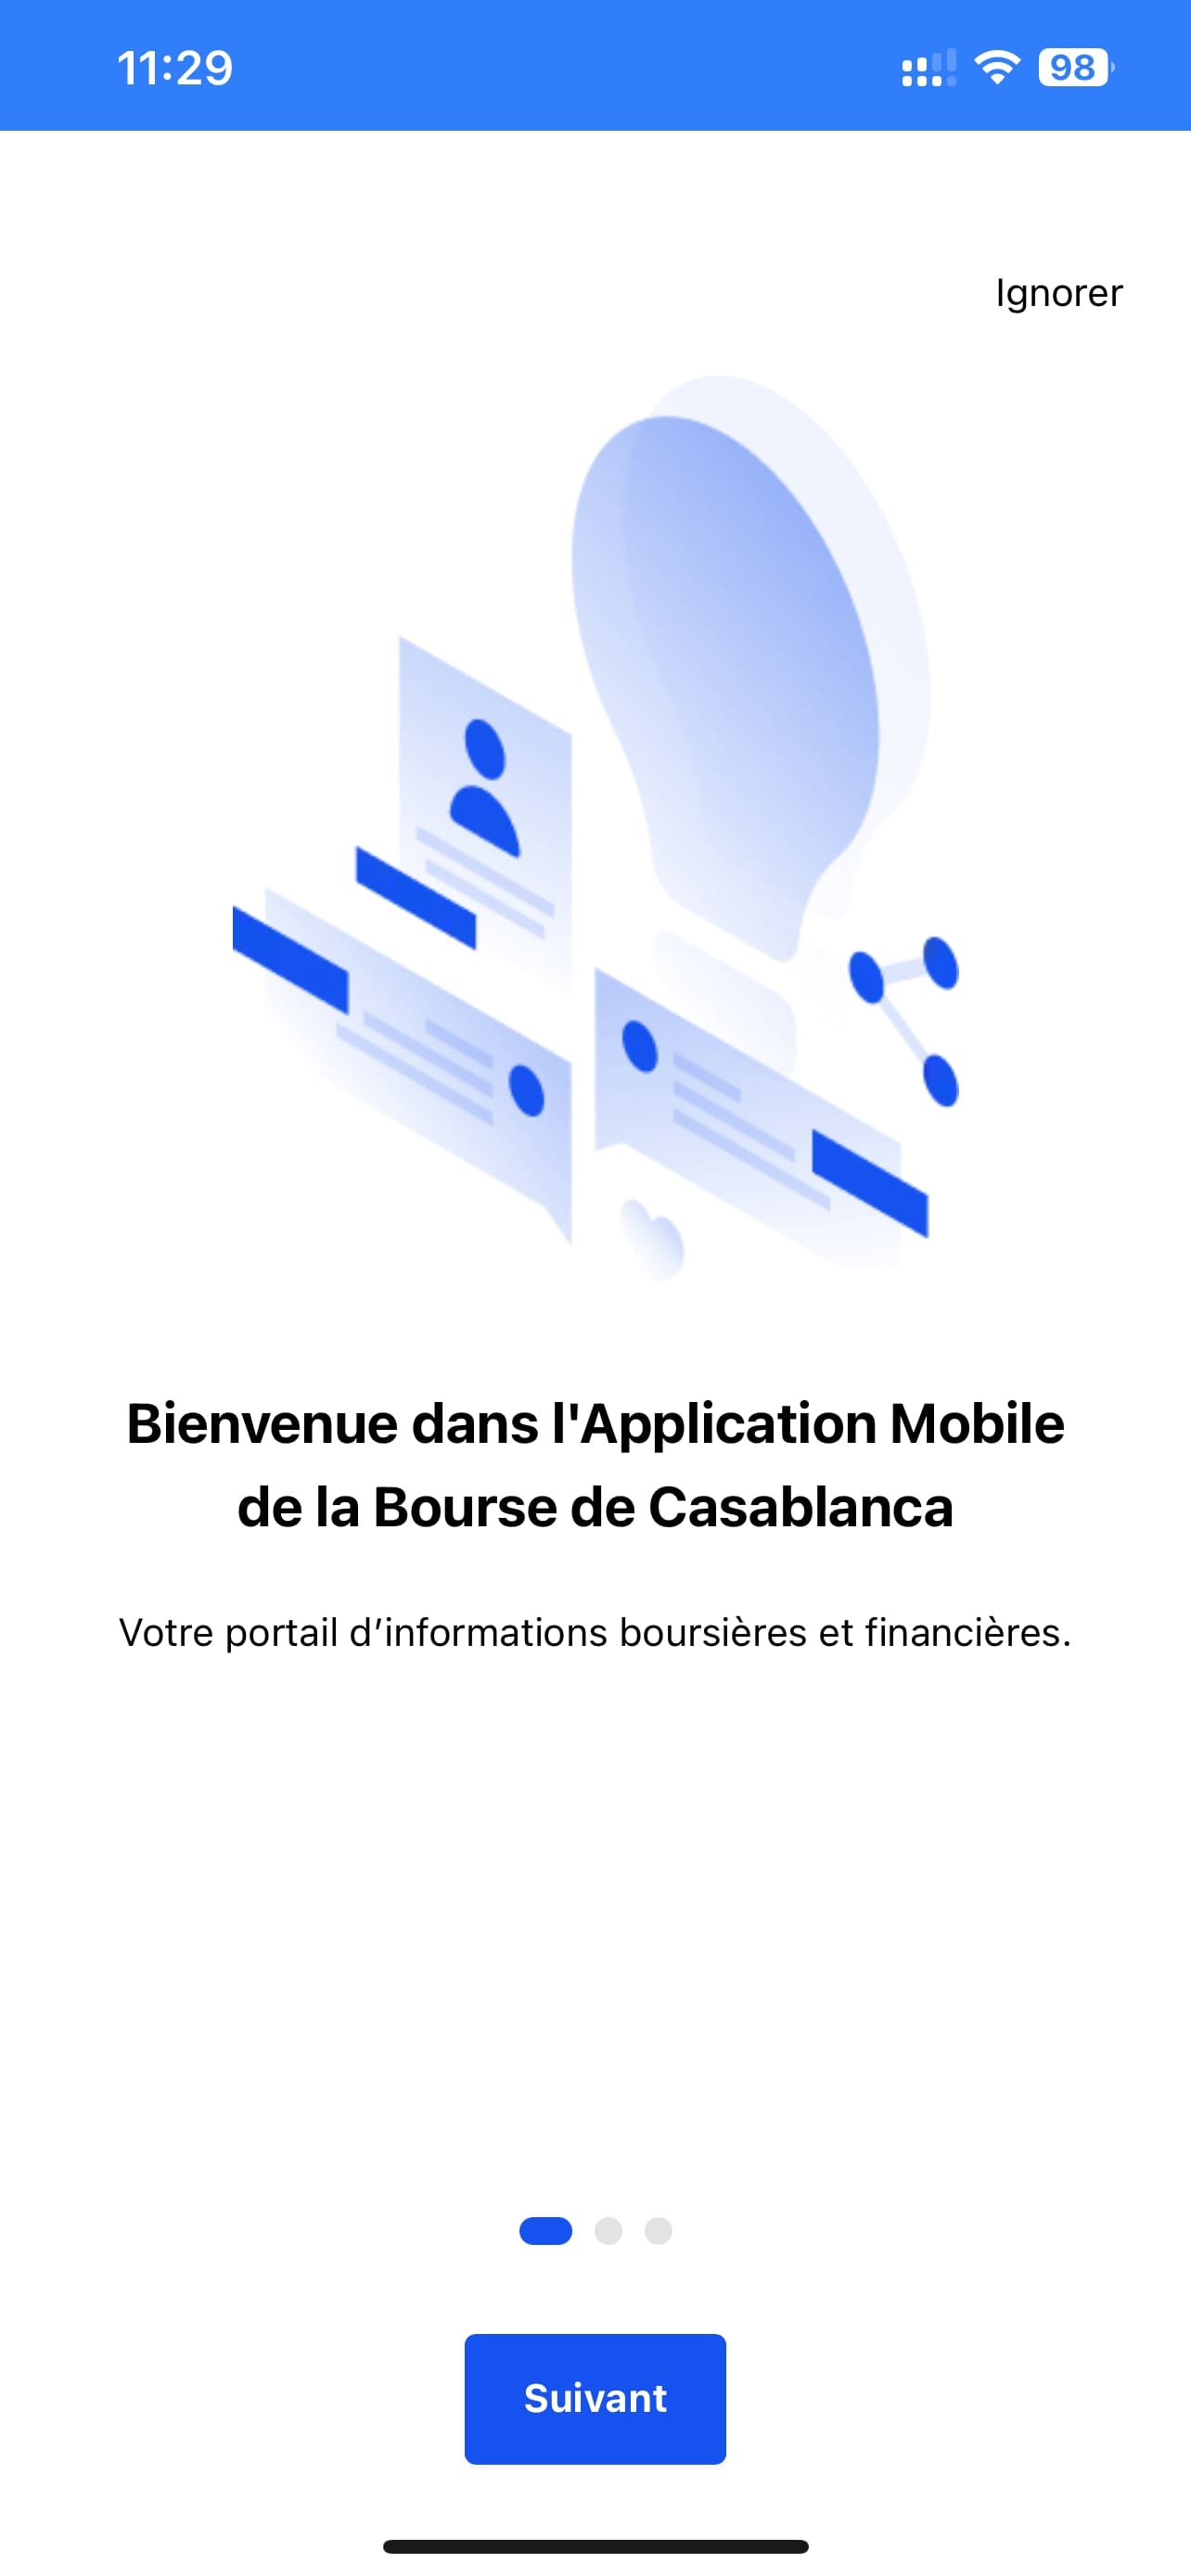 11:29
98
Ignorer
Bienvenue dans l'Application Mobile
de la Bourse de Casablanca
Votre portail d’informations boursières et financières.
Suivant